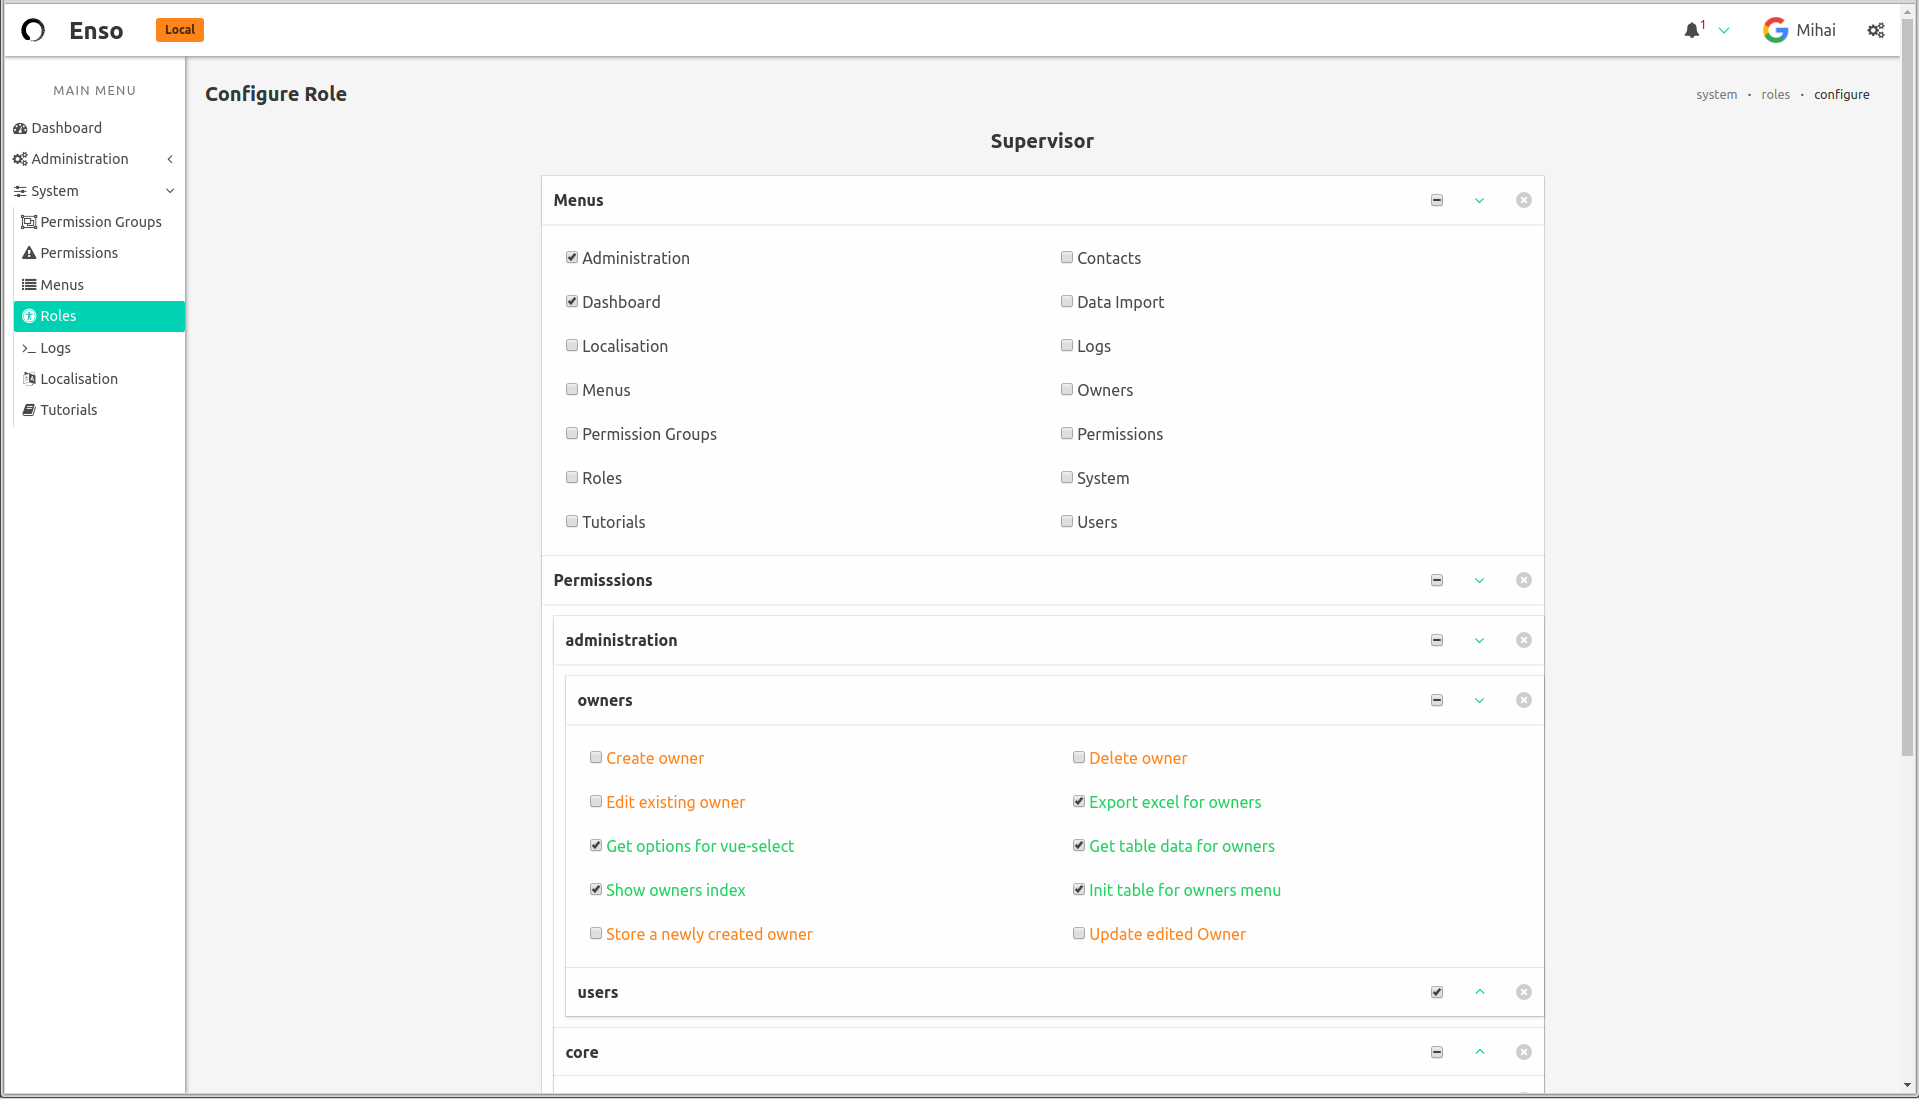 Enso
Local
1
Mihai
MAIN MENU
Dashboard
Administration
System
Permission Groups
Permissions
Menus
Roles
Logs
Localisation
Tutorials
Configure Role
system · roles · configure
Supervisor
Menus
Administration
Contacts
Dashboard
Data Import
Localisation
Logs
Menus
Owners
Permission Groups
Permissions
Roles
System
Tutorials
Users
Permisssions
administration
owners
Create owner
Delete owner
Edit existing owner
Export excel for owners
Get options for vue-select
Get table data for owners
Show owners index
Init table for owners menu
Store a newly created owner
Update edited Owner
users
core